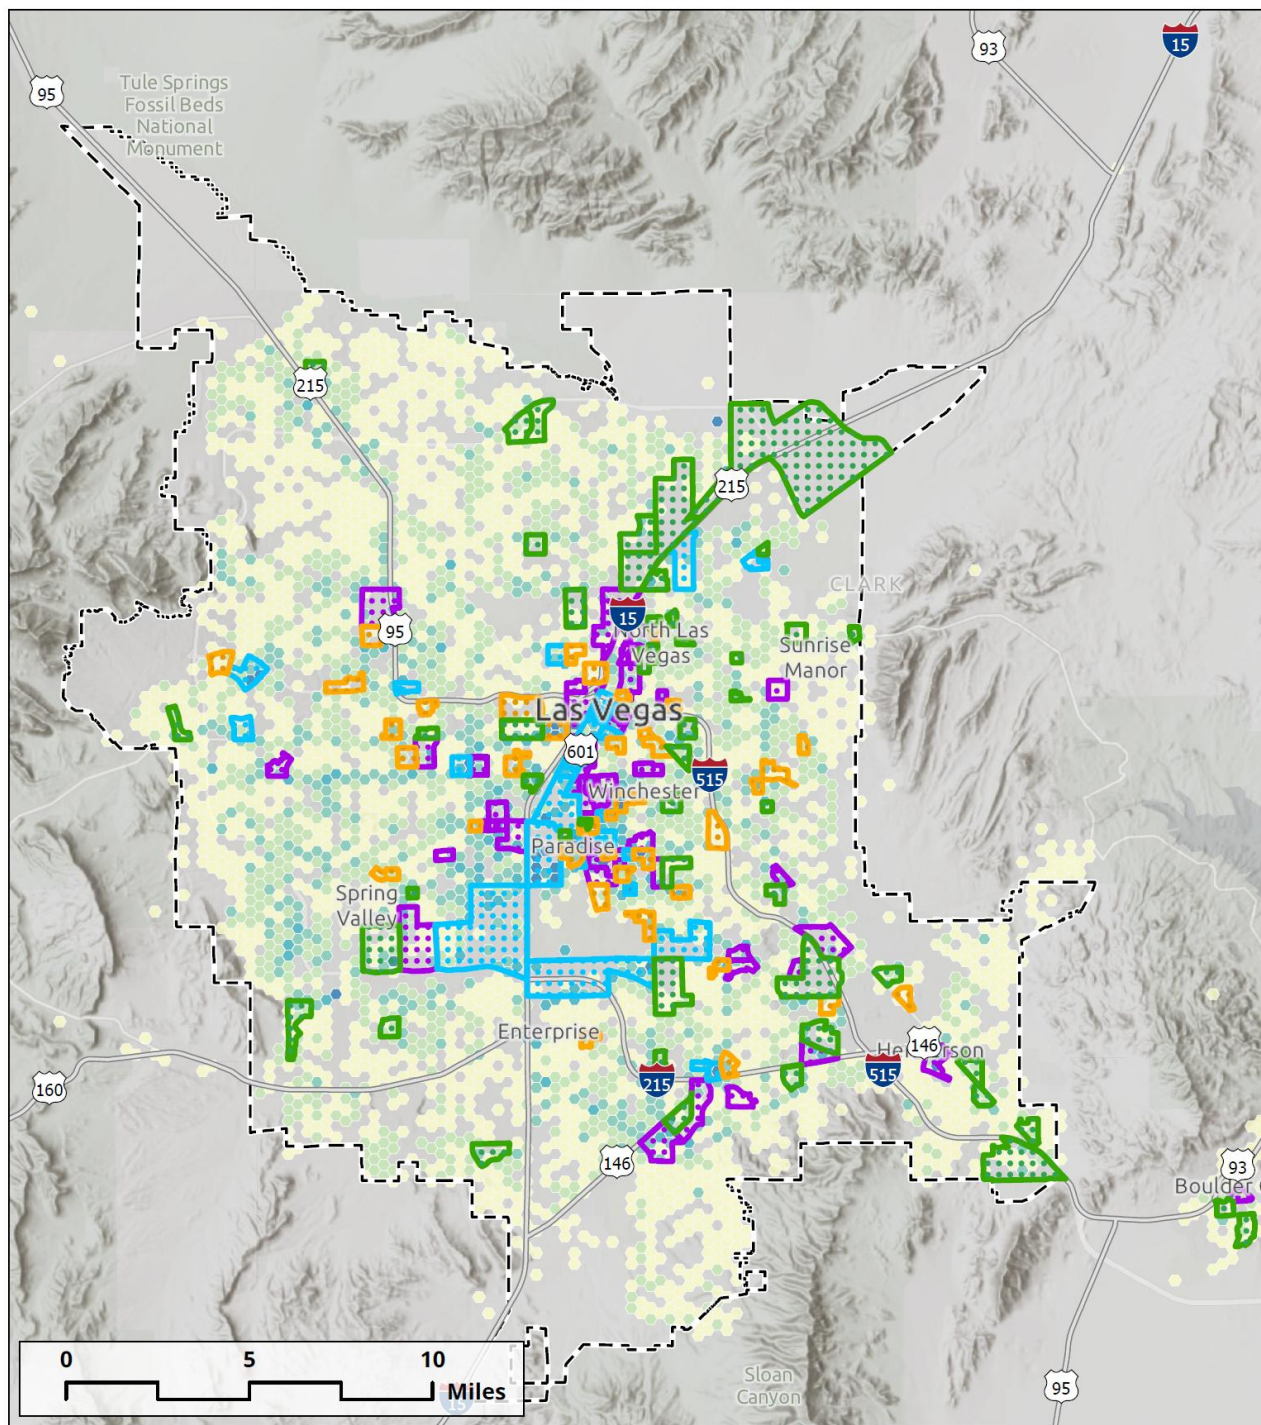 93
15
95
Tule Springs
Fossil Beds
National
Monument
215
215
CLARK
15
95
North Las
Vegas
Sunrise
Manor
Las Vegas
601
515
Winchester
Paradise
Spring
Valley
Enterprise
146
Henderson
515
215
160
146
93
Boulder C
0 5 10
Miles
Sloan
Canyon
95
15